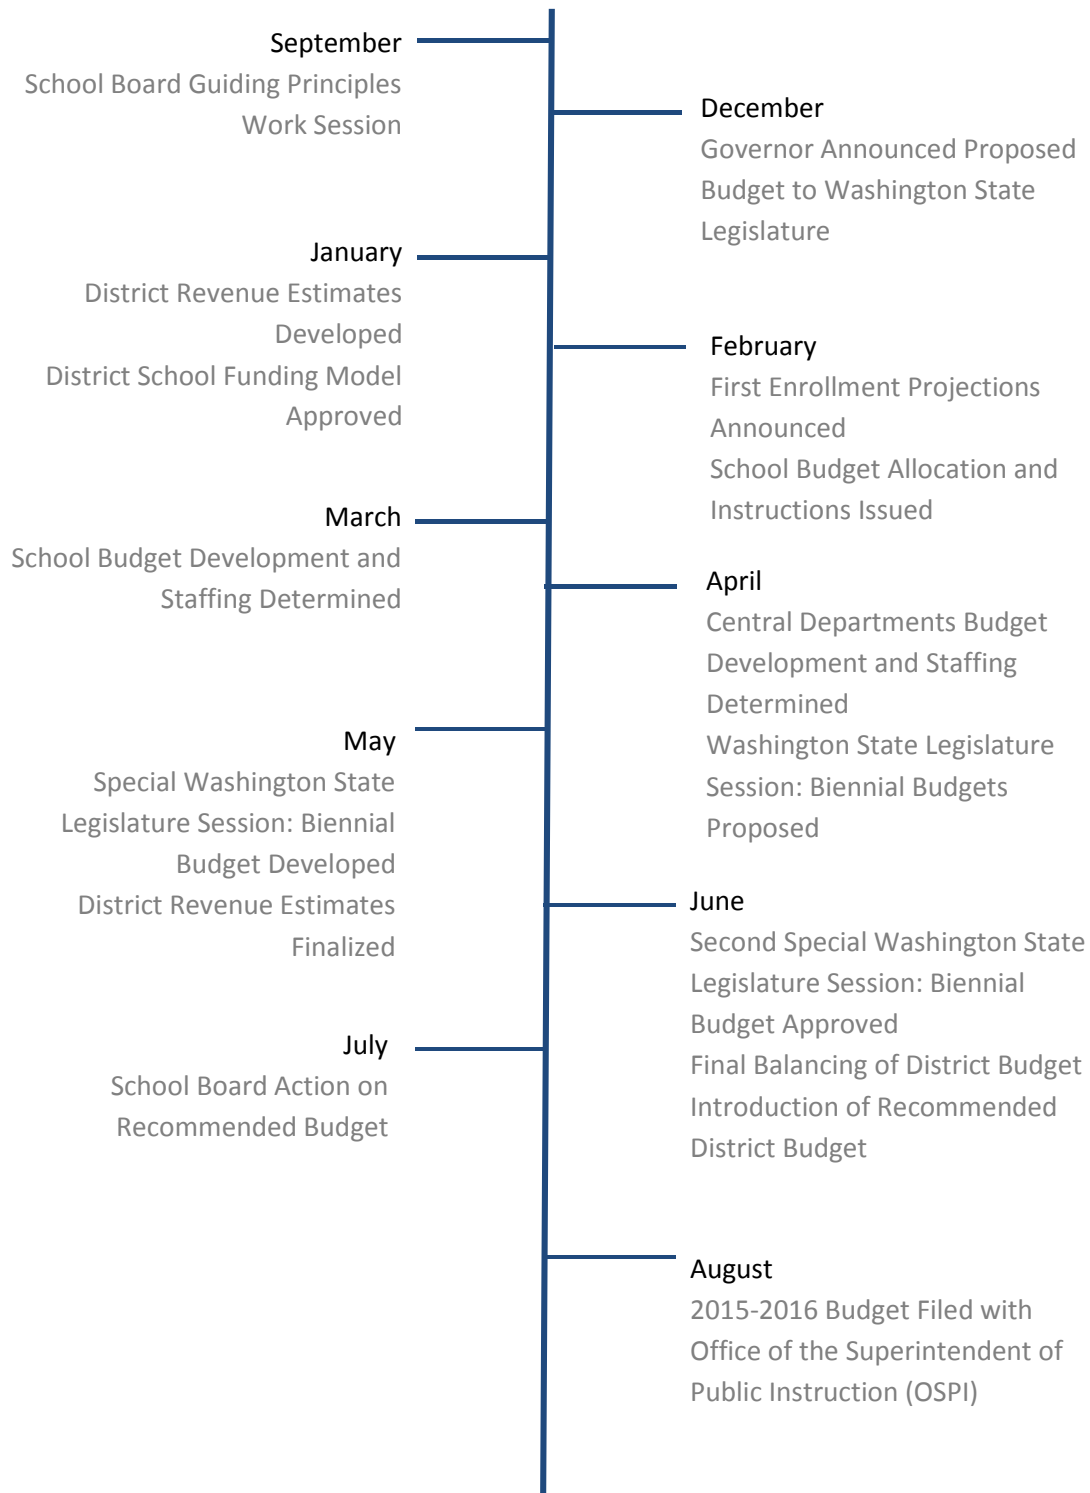 September
School Board Guiding Principles
Work Session
December
Governor Announced Proposed
Budget to Washington State
Legislature
January
District Revenue Estimates
Developed
District School Funding Model
Approved
February
First Enrollment Projections
Announced
School Budget Allocation and
Instructions Issued
March
School Budget Development and
Staffing Determined
April
Central Departments Budget
Development and Staffing
Determined
Washington State Legislature
Session: Biennial Budgets
Proposed
May
Special Washington State
Legislature Session: Biennial
Budget Developed
District Revenue Estimates
Finalized
June
Second Special Washington State
Legislature Session: Biennial
Budget Approved
Final Balancing of District Budget
Introduction of Recommended
District Budget
July
School Board Action on
Recommended Budget
August
2015-2016 Budget Filed with
Office of the Superintendent of
Public Instruction (OSPI)